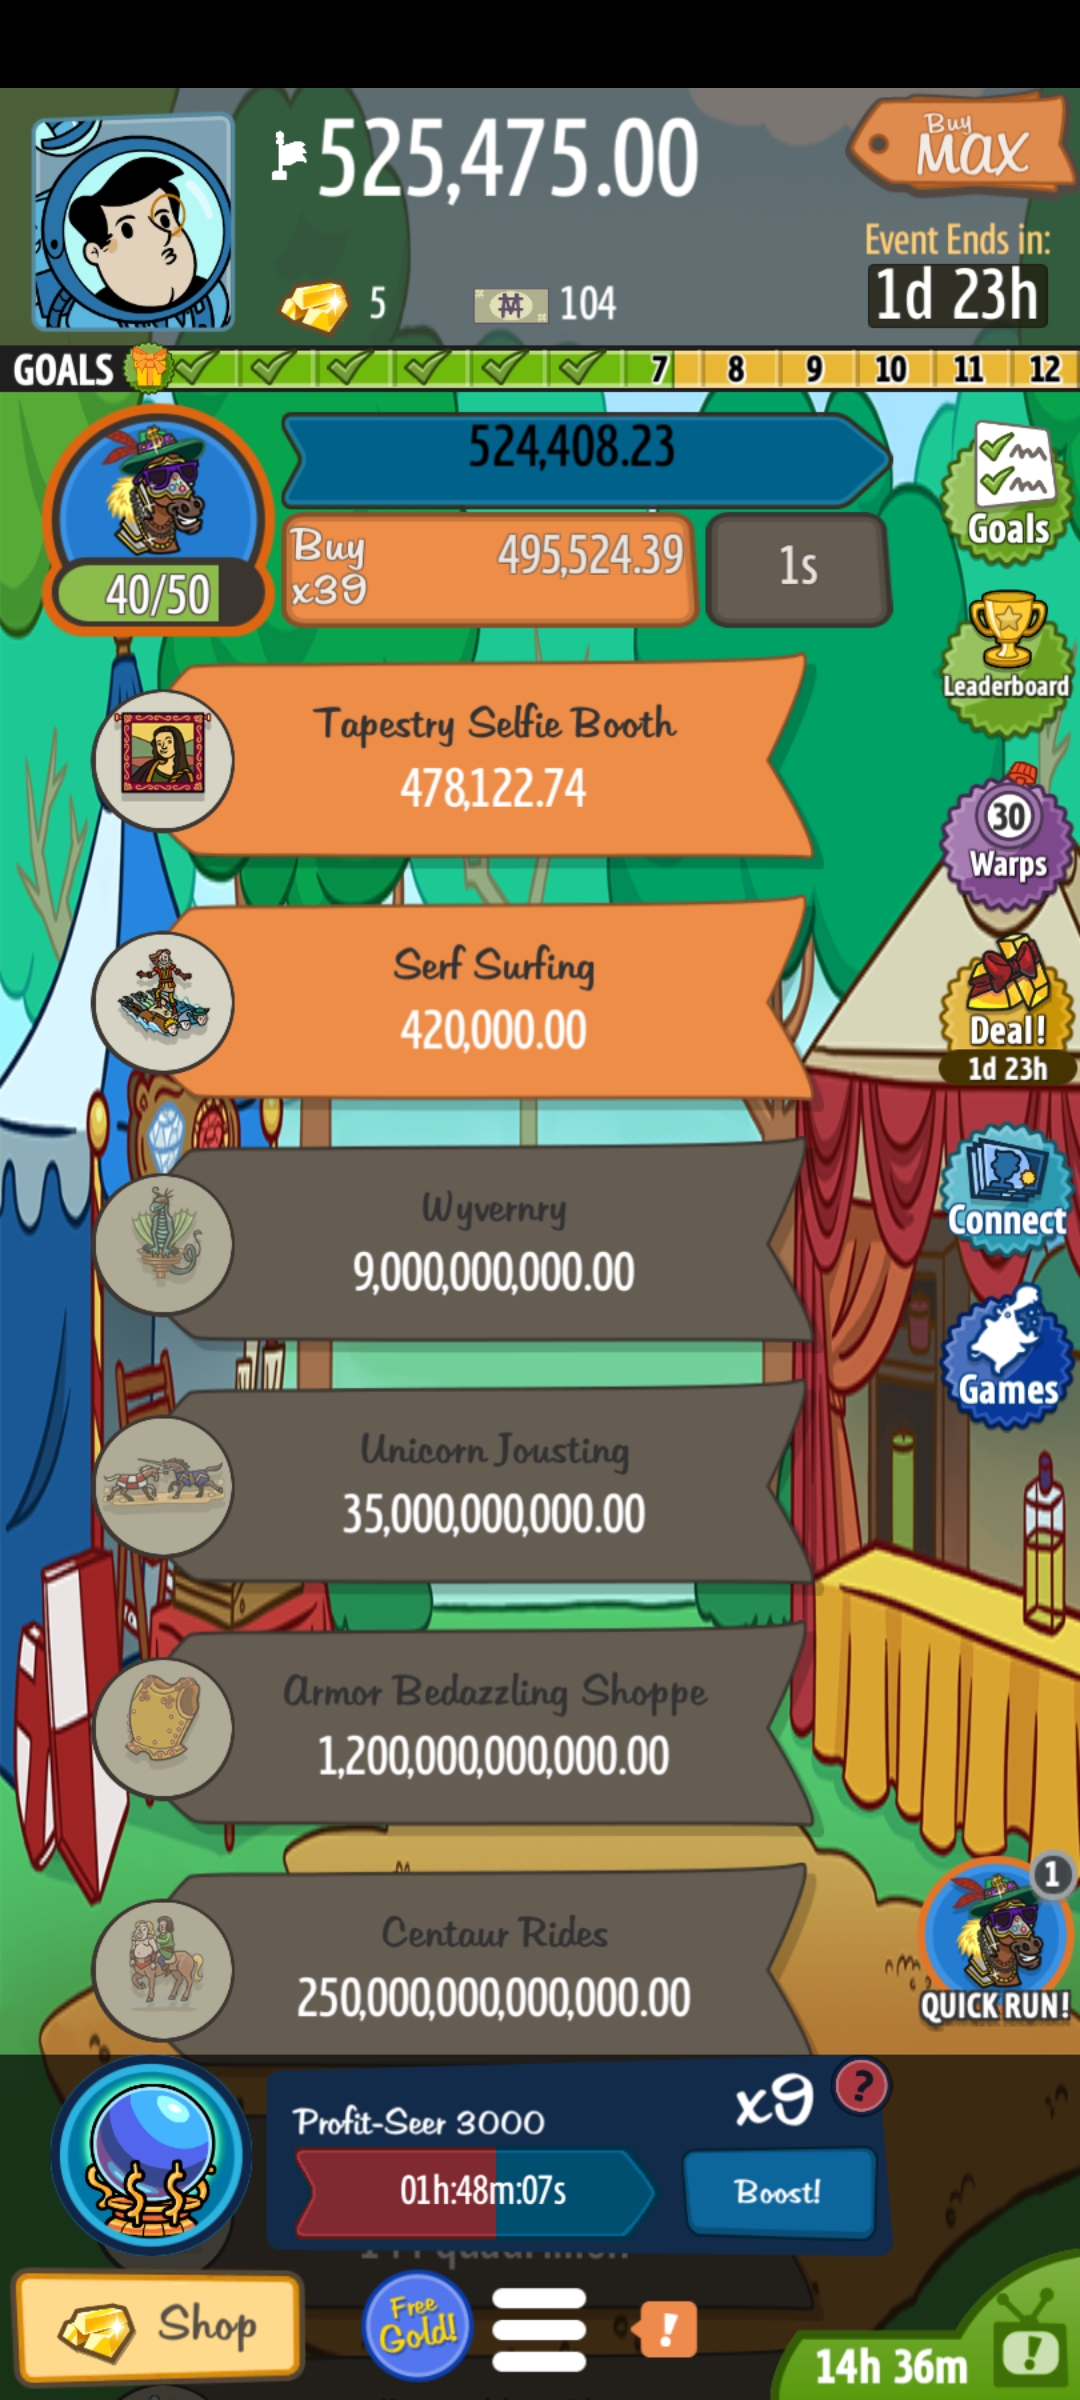 525,475.00
Buy
MAX
5
104
Event Ends in:
1d 23h
GOALS
7 8 9 10 11 12
524,408.23
40/50
Buy
x39
495,524.39
1s
Goals
Leaderboard
Tapestry Selfie Booth
478,122.74
30
Warps
Serf Surfing
420,000.00
Deal!
1d 23h
Wyvernry
9,000,000,000.00
Connect
Games
Unicorn Jousting
35,000,000,000.00
Armor Bedazzling Shoppe
1,200,000,000,000.00
Centaur Rides
250,000,000,000,000.00
1
QUICK RUN!
Profit-Seer 3000
x9
?
01h:48m:07s
Boost!
Shop
Free
Gold!
!
14h 36m
!